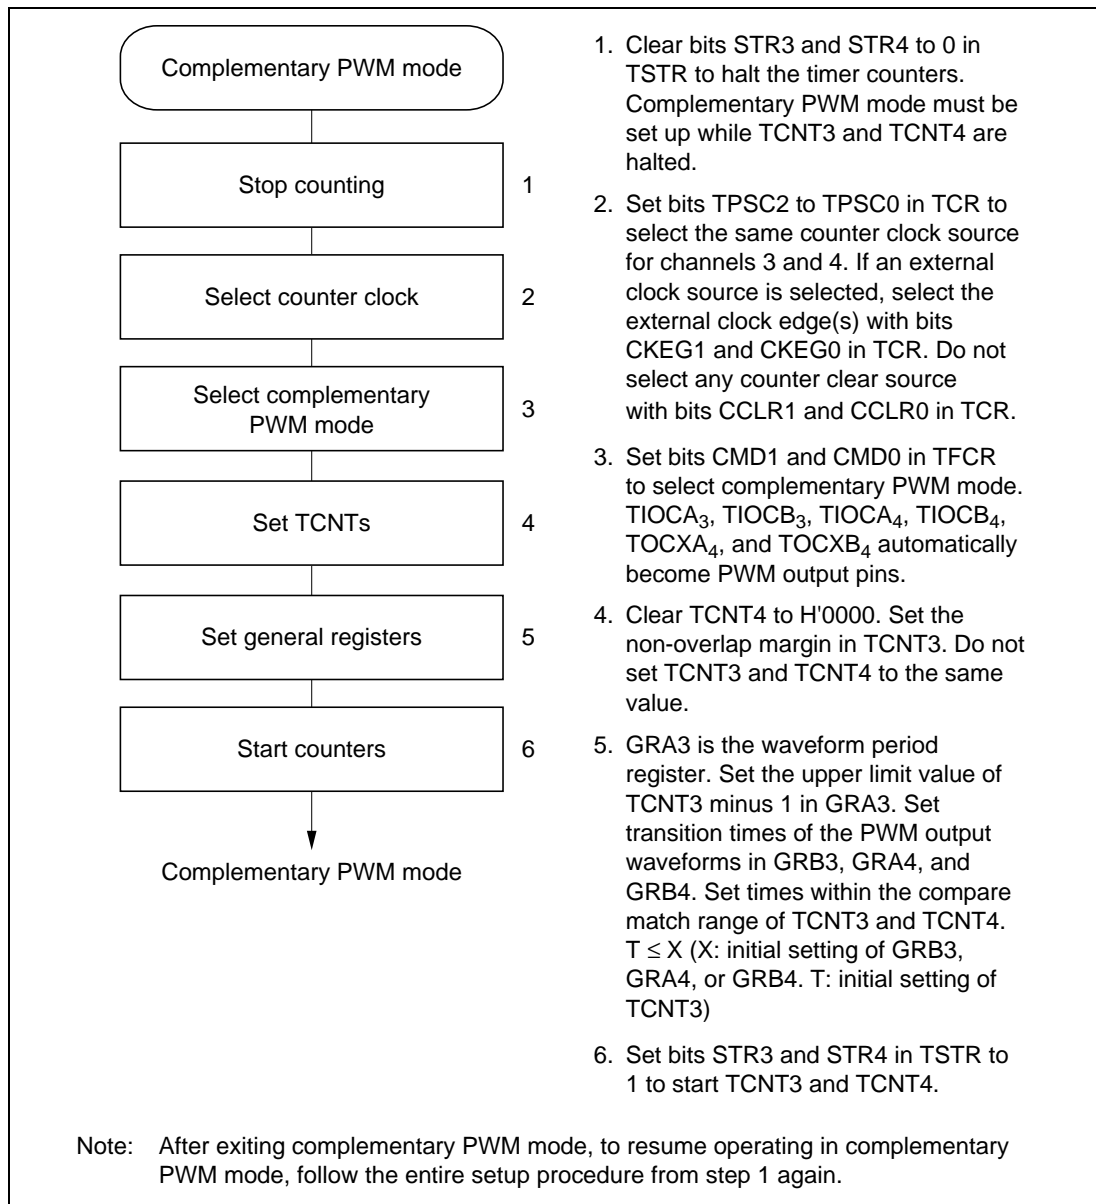 Complementary PWM mode
Stop counting 1
Select counter clock 2
Select complementary
PWM mode 3
Set TCNTs 4
Set general registers 5
Start counters 6
Complementary PWM mode
1. Clear bits STR3 and STR4 to 0 in
TSTR to halt the timer counters.
Complementary PWM mode must be
set up while TCNT3 and TCNT4 are
halted.
2. Set bits TPSC2 to TPSC0 in TCR to
select the same counter clock source
for channels 3 and 4. If an external
clock source is selected, select the
external clock edge(s) with bits
CKEG1 and CKEG0 in TCR. Do not
select any counter clear source
with bits CCLR1 and CCLR0 in TCR.
3. Set bits CMD1 and CMD0 in TFCR
to select complementary PWM mode.
TIOCA₃, TIOCB₃, TIOCA₄, TIOCB₄,
TOCXA₄, and TOCXB₄ automatically
become PWM output pins.
4. Clear TCNT4 to H'0000. Set the
non-overlap margin in TCNT3. Do not
set TCNT3 and TCNT4 to the same
value.
5. GRA3 is the waveform period
register. Set the upper limit value of
TCNT3 minus 1 in GRA3. Set
transition times of the PWM output
waveforms in GRB3, GRA4, and
GRB4. Set times within the compare
match range of TCNT3 and TCNT4.
T ≤ X (X: initial setting of GRB3,
GRA4, or GRB4. T: initial setting of
TCNT3)
6. Set bits STR3 and STR4 in TSTR to
1 to start TCNT3 and TCNT4.
Note: After exiting complementary PWM mode, to resume operating in complementary
PWM mode, follow the entire setup procedure from step 1 again.